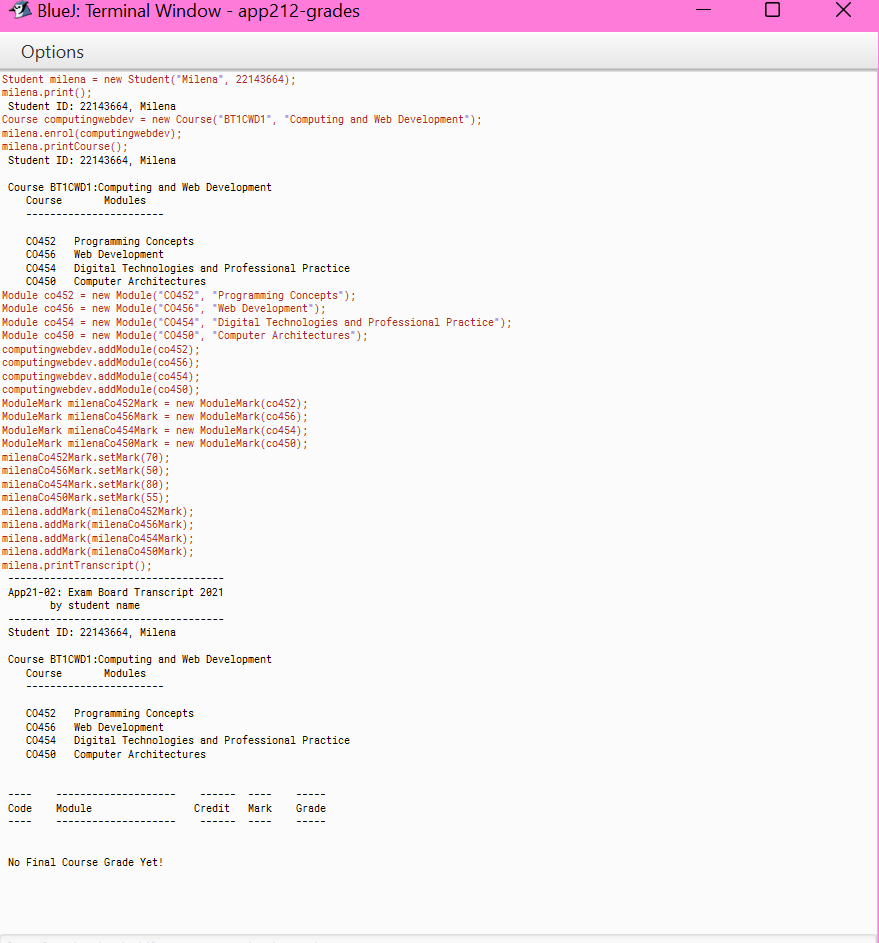 BlueJ: Terminal Window - app212-grades
Options
Student milena = new Student("Milena", 22143664);
milena.print();
Student ID: 22143664, Milena
Course computingwebdev = new Course("BT1CWD1", "Computing and Web Development");
milena.enrol(computingwebdev);
milena.printCourse();
Student ID: 22143664, Milena
Course BT1CWD1:Computing and Web Development
Course Modules
-----------------------
CO452 Programming Concepts
CO456 Web Development
CO454 Digital Technologies and Professional Practice
CO450 Computer Architectures
Module co452 = new Module("CO452", "Programming Concepts");
Module co456 = new Module("CO456", "Web Development");
Module co454 = new Module("CO454", "Digital Technologies and Professional Practice");
Module co450 = new Module("CO450", "Computer Architectures");
computingwebdev.addModule(co452);
computingwebdev.addModule(co456);
computingwebdev.addModule(co454);
computingwebdev.addModule(co450);
ModuleMark milenaCo452Mark = new ModuleMark(co452);
ModuleMark milenaCo456Mark = new ModuleMark(co456);
ModuleMark milenaCo454Mark = new ModuleMark(co454);
ModuleMark milenaCo450Mark = new ModuleMark(co450);
milenaCo452Mark.setMark(70);
milenaCo456Mark.setMark(50);
milenaCo454Mark.setMark(80);
milenaCo450Mark.setMark(55);
milena.addMark(milenaCo452Mark);
milena.addMark(milenaCo456Mark);
milena.addMark(milenaCo454Mark);
milena.addMark(milenaCo450Mark);
milena.printTranscript();
------------------------------------
App21-02: Exam Board Transcript 2021
by student name
------------------------------------
Student ID: 22143664, Milena
Course BT1CWD1:Computing and Web Development
Course Modules
-----------------------
CO452 Programming Concepts
CO456 Web Development
CO454 Digital Technologies and Professional Practice
CO450 Computer Architectures
---- -------------------- ------ ---- -----
Code Module Credit Mark Grade
---- -------------------- ------ ---- -----
No Final Course Grade Yet!